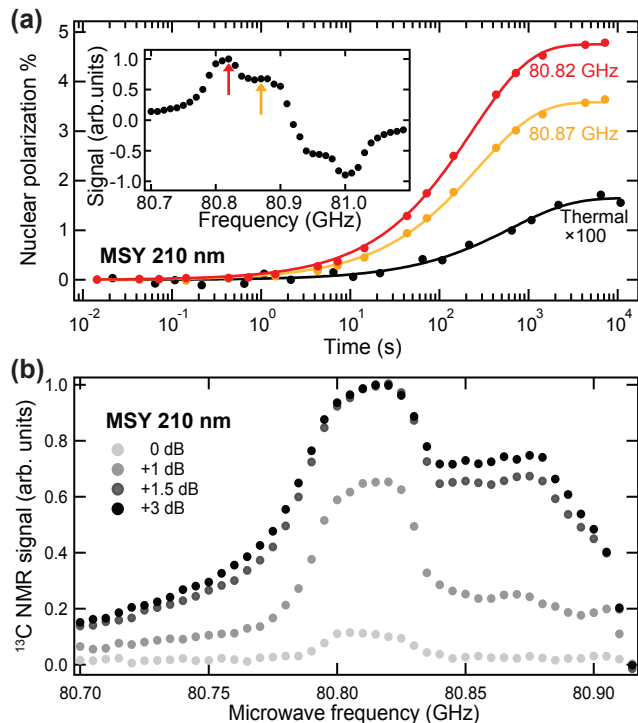 (a)
5
4
3
2
1
0
Nuclear polarization %
1.0
0.5
0.0
-0.5
-1.0
Signal (arb.units)
80.7 80.8 80.9 81.0
Frequency (GHz)
80.82 GHz
80.87 GHz
Thermal
×100
MSY 210 nm
10⁻² 10⁻¹ 10⁰ 10¹ 10² 10³ 10⁴
Time (s)
(b)
1.0
0.8
0.6
0.4
0.2
0.0
¹³C NMR signal (arb. units)
MSY 210 nm
0 dB
+1 dB
+1.5 dB
+3 dB
80.70 80.75 80.80 80.85 80.90
Microwave frequency (GHz)